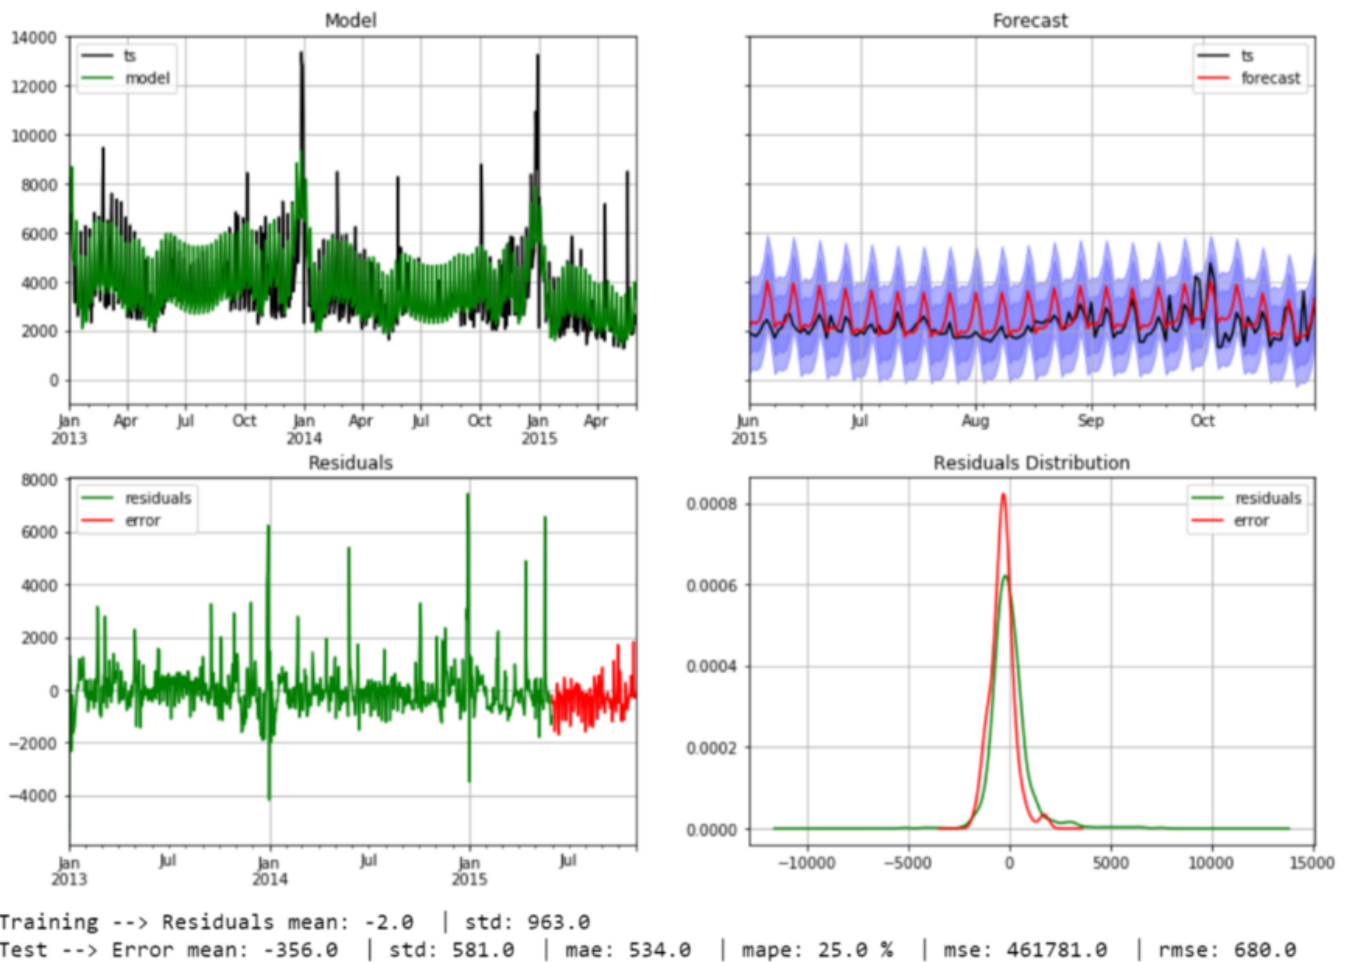 Model
14000
12000
10000
8000
6000
4000
2000
0
ts
model
Jan Apr Jul Oct Jan Apr Jul Oct Jan Apr
2013 2014 2015
Forecast
ts
forecast
Jun Jul Aug Sep Oct
2015
Residuals
8000
6000
4000
2000
0
−2000
−4000
residuals
error
Jan Jul Jan Jul Jan Jul
2013 2014 2015
Residuals Distribution
0.0008
0.0006
0.0004
0.0002
0.0000
residuals
error
−10000 −5000 0 5000 10000 15000
Training --> Residuals mean: -2.0 | std: 963.0
Test --> Error mean: -356.0 | std: 581.0 | mae: 534.0 | mape: 25.0 % | mse: 461781.0 | rmse: 680.0